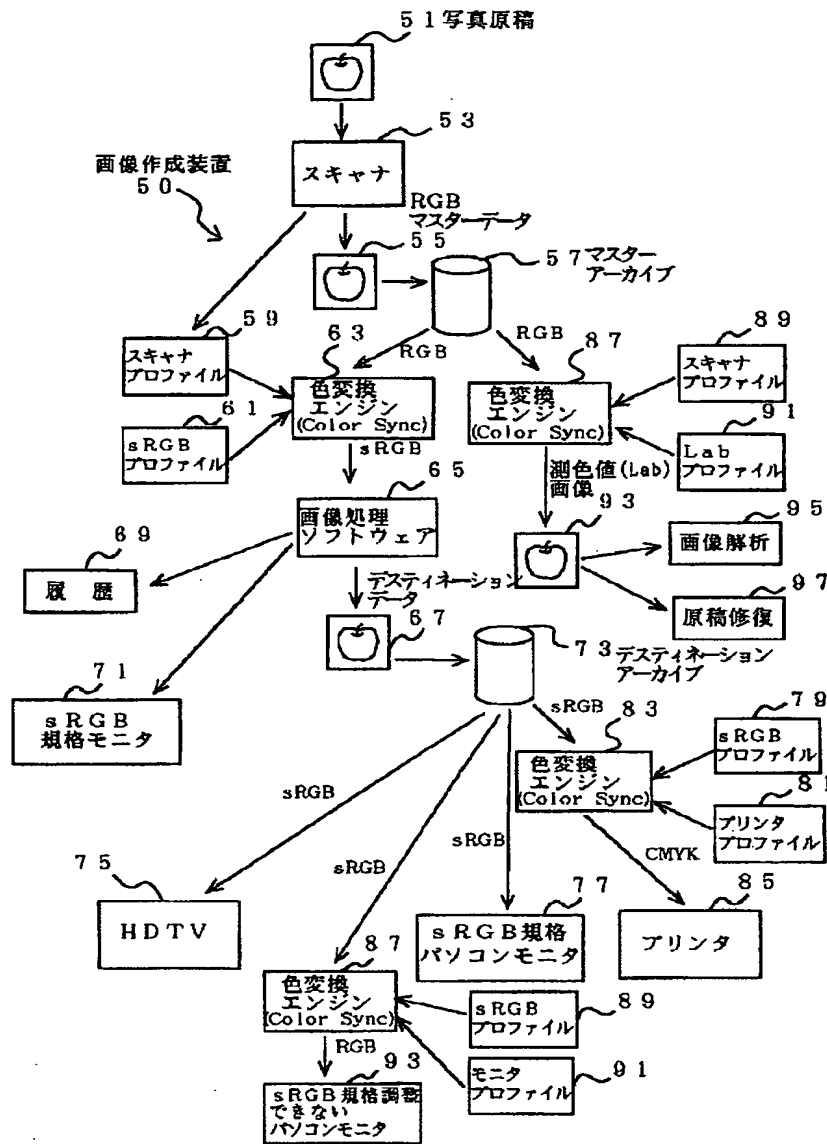 ５１写真原稿
５３
スキャナ
画像作成装置
５０
RGB
マスターデータ
５５
５７マスター
アーカイブ
５９
スキャナ
プロファイル
６１
sRGB
プロファイル
RGB
６３
色変換
エンジン
(Color Sync)
RGB
８７
色変換
エンジン
(Color Sync)
８９
スキャナ
プロファイル
９１
Lab
プロファイル
sRGB
６５
画像処理
ソフトウェア
測色値(Lab)
画像
９３
９５
画像解析
９７
原稿修復
６９
履　歴
デスティネーション
データ
６７
７３デスティネーション
アーカイブ
７１
sRGB
規格モニタ
sRGB
８３
色変換
エンジン
(Color Sync)
７９
sRGB
プロファイル
８１
プリンタ
プロファイル
sRGB
sRGB
sRGB
CMYK
７５
HDTV
７７
sRGB規格
パソコンモニタ
８５
プリンタ
８７
色変換
エンジン
(Color Sync)
８９
sRGB
プロファイル
RGB
９１
モニタ
プロファイル
９３
sRGB規格調整
できない
パソコンモニタ